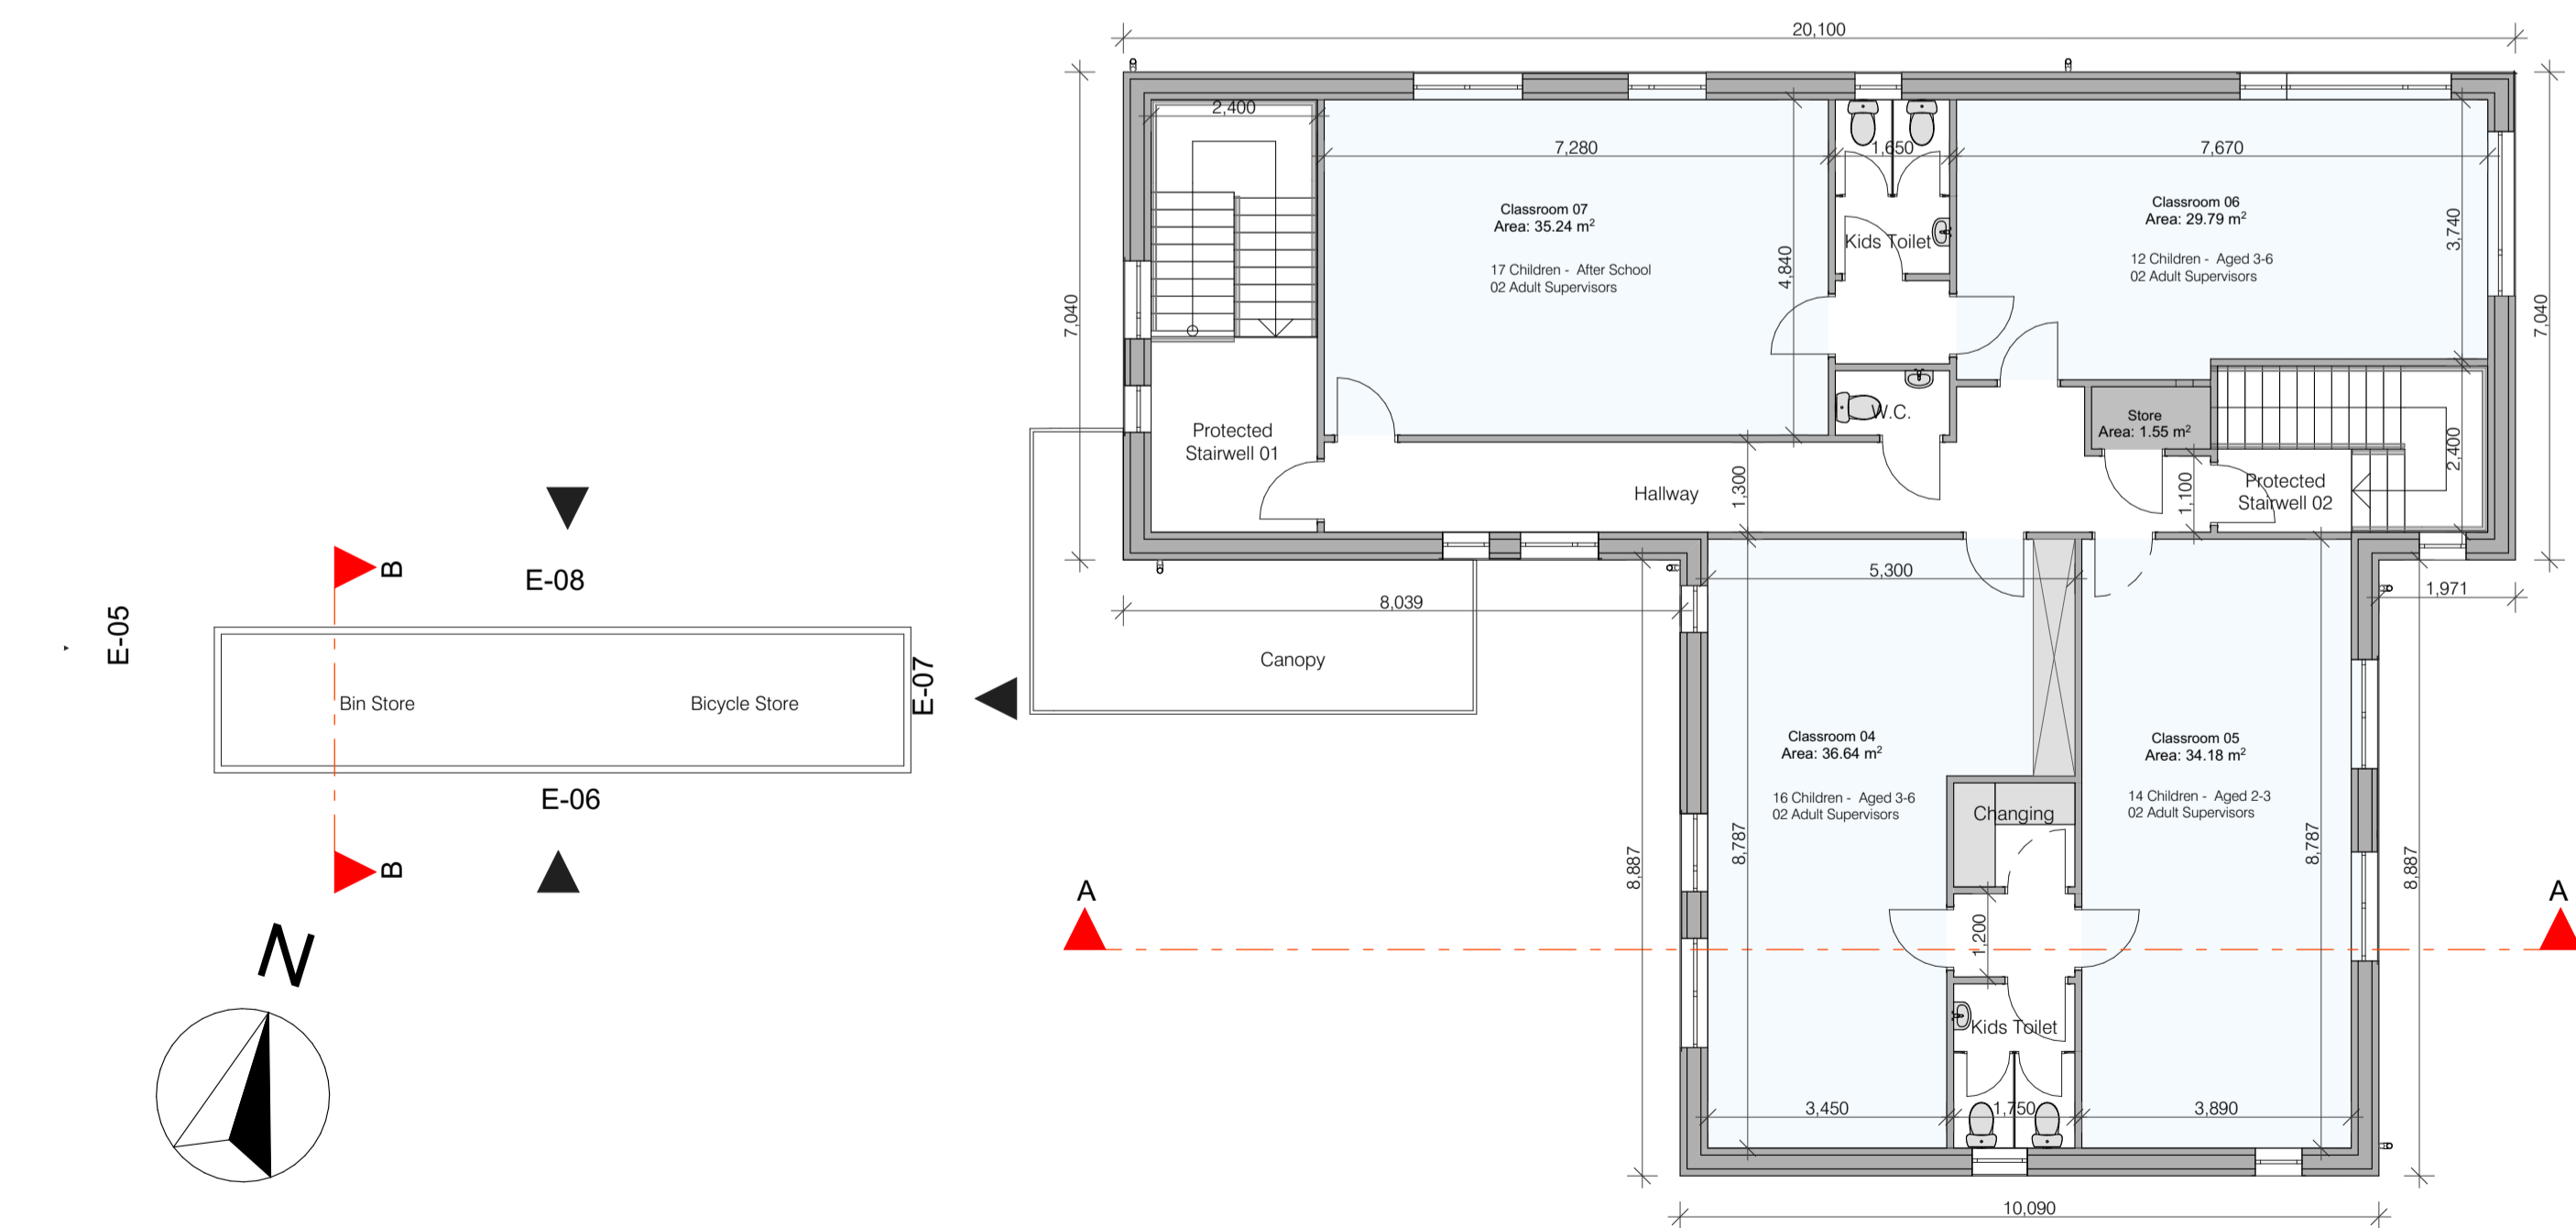 20,100
2,400
7,280
1,650
7,670
Classroom 07
Area: 35.24 m²
17 Children - After School
02 Adult Supervisors
Kids Toilet
4,840
Classroom 06
Area: 29.79 m²
12 Children - Aged 3-6
02 Adult Supervisors
3,740
7,040
7,040
Protected
Stairwell 01
W.C.
Store
Area: 1.55 m²
2,400
Hallway
1,300
1,100
Protected
Stairwell 02
5,300
8,039
1,971
Canopy
B
E-08
E-05
Bin Store
Bicycle Store
E-07
E-06
B
Classroom 04
Area: 36.64 m²
16 Children - Aged 3-6
02 Adult Supervisors
Changing
Classroom 05
Area: 34.18 m²
14 Children - Aged 2-3
02 Adult Supervisors
8,887
8,787
8,787
8,887
A
A
1,200
N
Kids Toilet
3,450
1,750
3,890
10,090